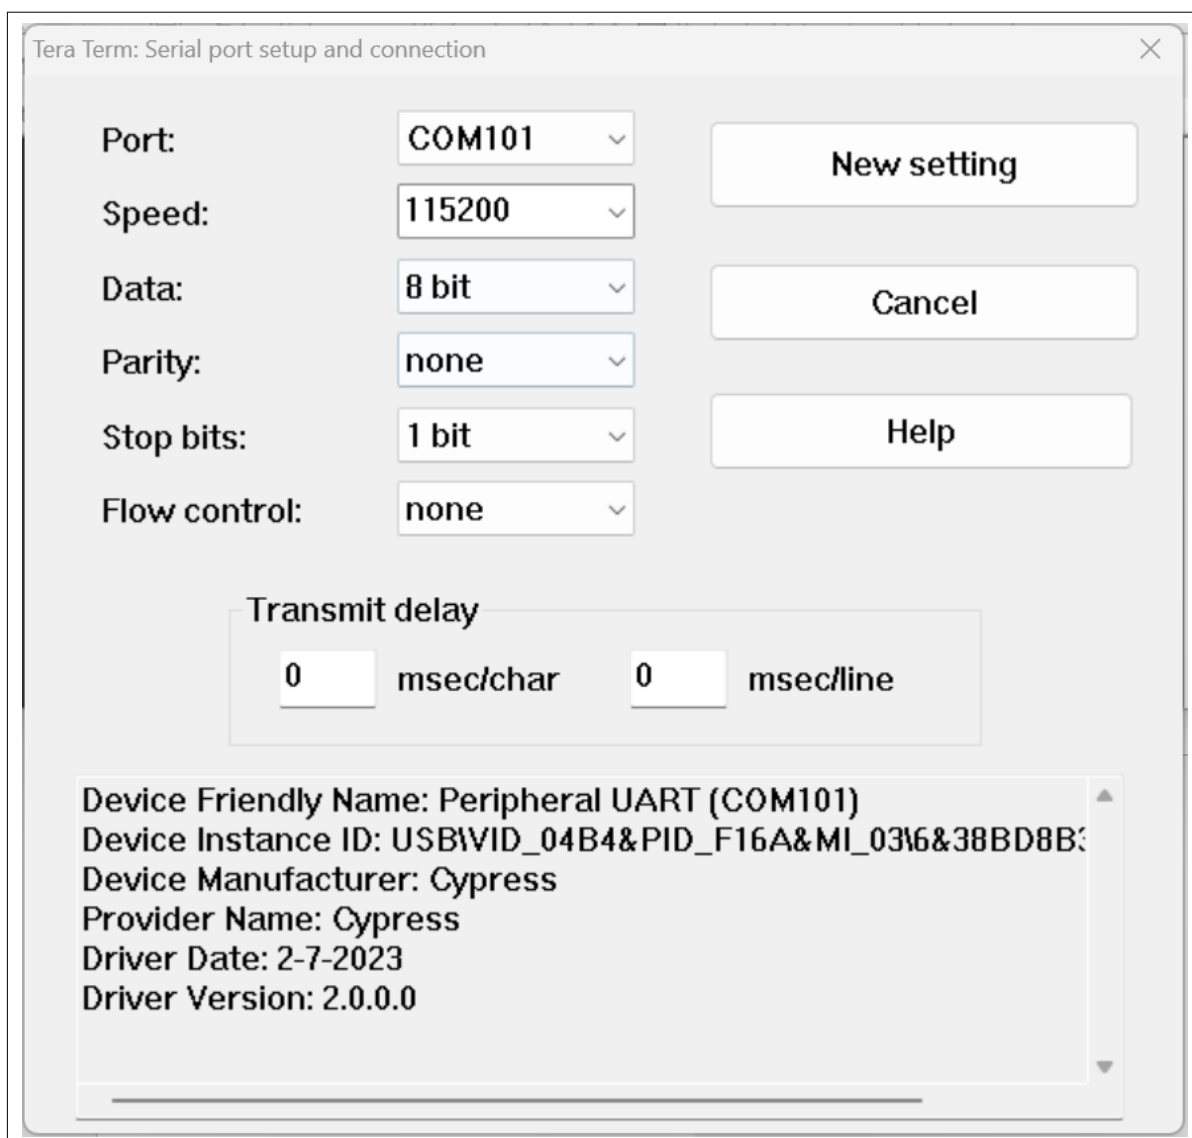 Tera Term: Serial port setup and connection
Port: COM101
New setting
Speed: 115200
Data: 8 bit
Cancel
Parity: none
Stop bits: 1 bit
Help
Flow control: none
Transmit delay
0 msec/char 0 msec/line
Device Friendly Name: Peripheral UART (COM101)
Device Instance ID: USB\VID_04B4&PID_F16A&MI_03\6&38BD8B3
Device Manufacturer: Cypress
Provider Name: Cypress
Driver Date: 2-7-2023
Driver Version: 2.0.0.0